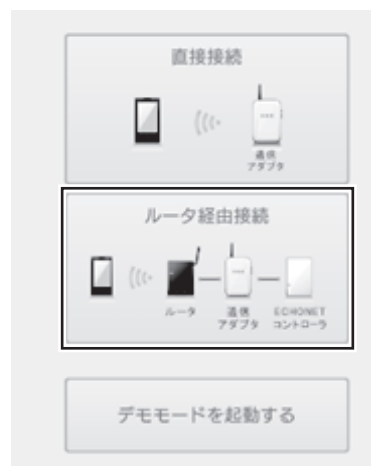 直接接続
通信
アダプタ
ルータ経由接続
ルータ
通信
アダプタ
ECHONET
コントローラ
デモモードを起動する